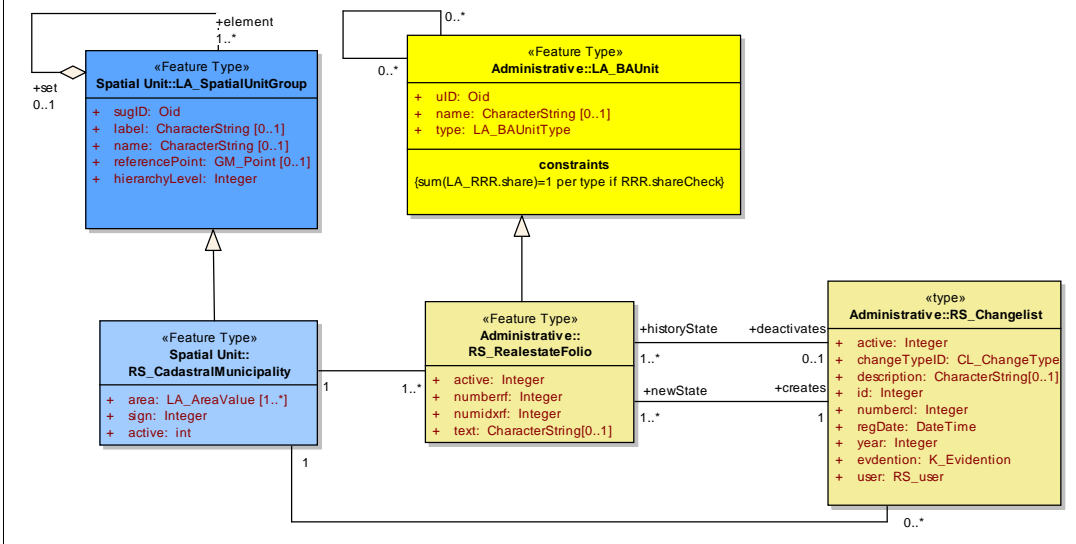 +element
1..*
+set
0..1
«Feature Type»
Spatial Unit::LA_SpatialUnitGroup
+ sugID: Oid
+ label: CharacterString [0..1]
+ name: CharacterString [0..1]
+ referencePoint: GM_Point [0..1]
+ hierarchyLevel: Integer
0..*
0..*
«Feature Type»
Administrative::LA_BAUnit
+ uID: Oid
+ name: CharacterString [0..1]
+ type: LA_BAUnitType
constraints
{sum(LA_RRR.share)=1 per type if RRR.shareCheck}
«Feature Type»
Spatial Unit::
RS_CadastralMunicipality
+ area: LA_AreaValue [1..*]
+ sign: Integer
+ active: int
1
1..*
1
«Feature Type»
Administrative::
RS_RealestateFolio
+ active: Integer
+ numberrf: Integer
+ numidxrf: Integer
+ text: CharacterString[0..1]
+historyState
+deactivates
1..*
0..1
+newState
+creates
1..*
1
«type»
Administrative::RS_Changelist
+ active: Integer
+ changeTypeID: CL_ChangeType
+ description: CharacterString[0..1]
+ id: Integer
+ numbercl: Integer
+ regDate: DateTime
+ year: Integer
+ evdention: K_Evidention
+ user: RS_user
0..*